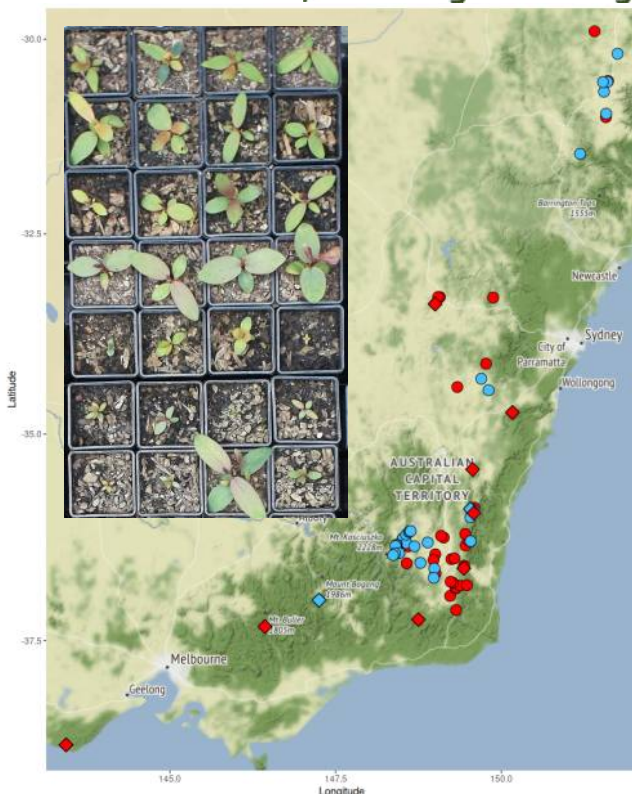 -30.0
Barrington Tops
1555m
-32.5
Newcastle
Sydney
City of
Parramatta
Wollongong
Latitude
-35.0
AUSTRALIAN
CAPITAL
TERRITORY
Albury
Mt. Kosciuszko
2228m
Mount Bogong
1986m
Mt. Buller
1805m
-37.5
Melbourne
Geelong
145.0
147.5
150.0
Longitude